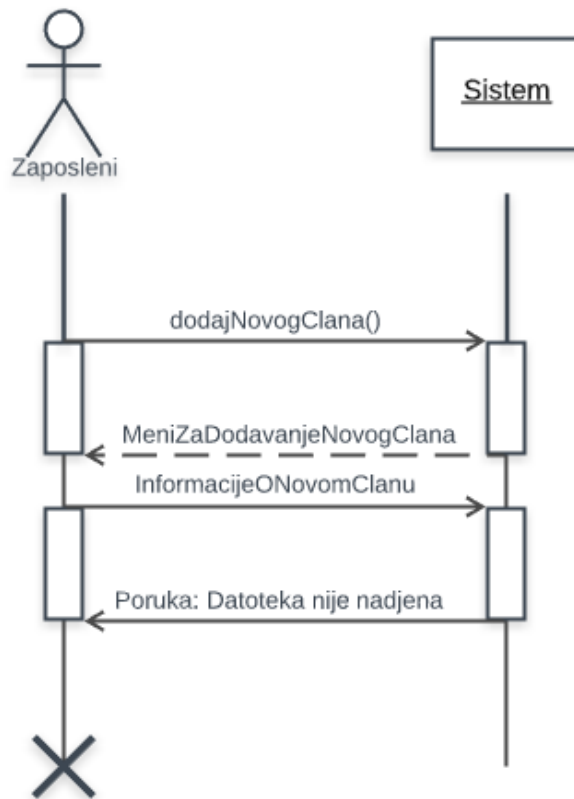 Zaposleni
Sistem
dodajNovogClana()
MeniZaDodavanjeNovogClana
InformacijeONovomClanu
Poruka: Datoteka nije nadjena